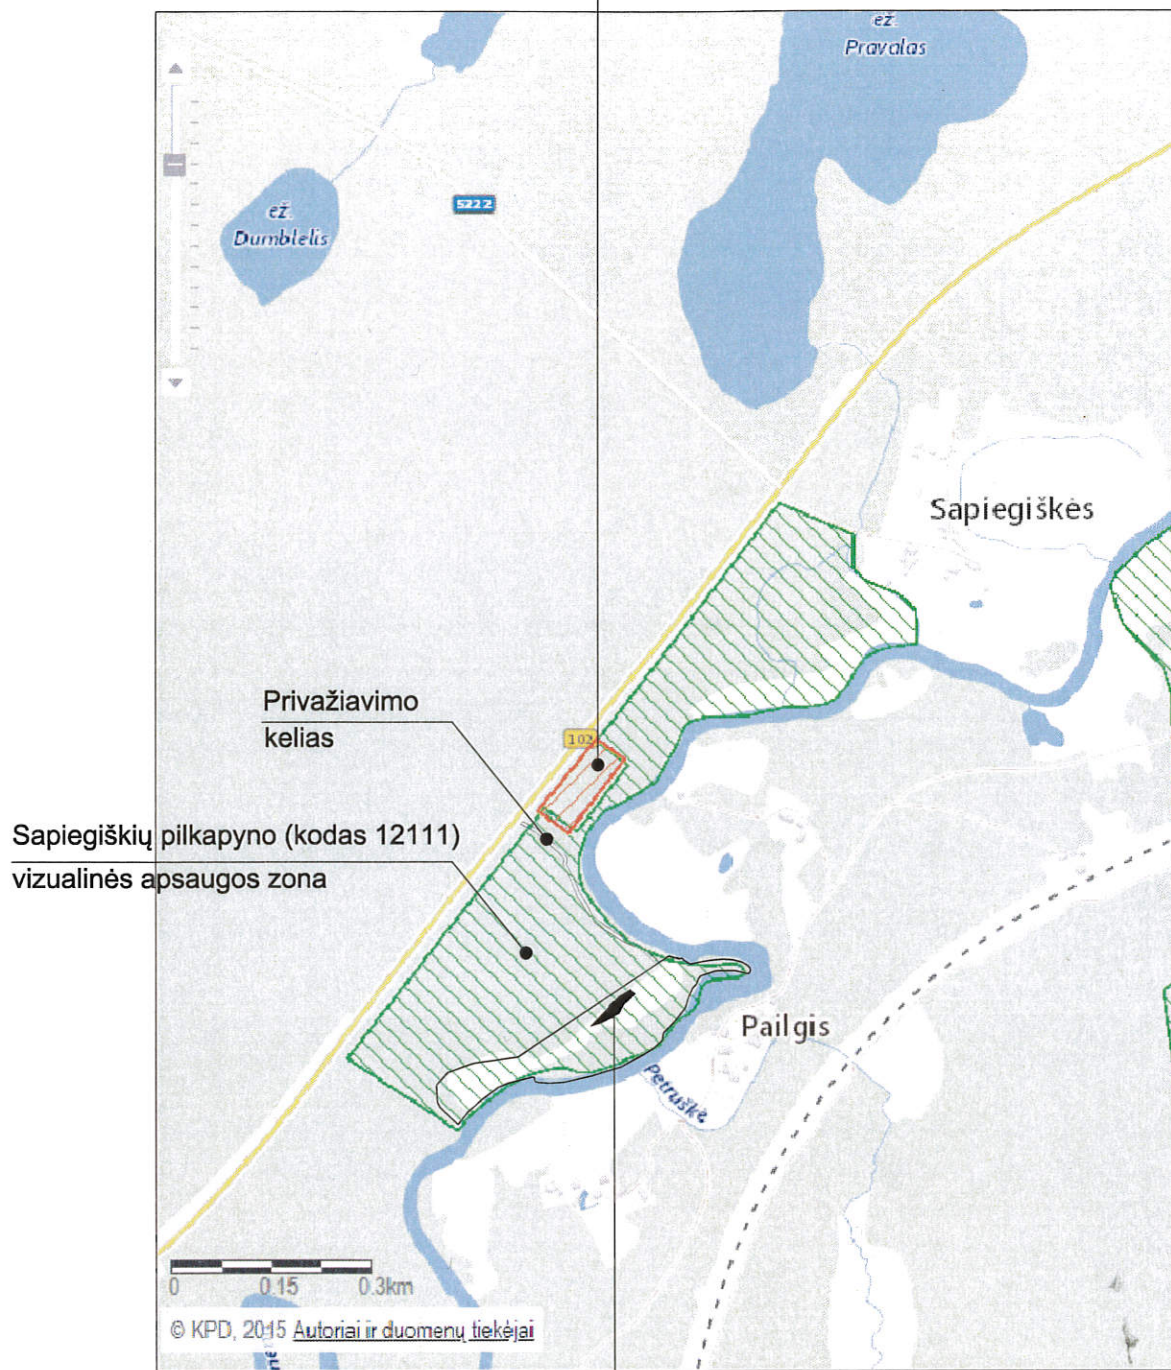 ež.
Pravalas
5222
ež.
Dumblelis
Sapiegiškės
Privažiavimo
kelias
102
Sapiegiškių pilkapyno (kodas 12111)
vizualinės apsaugos zona
Pailgis
Petruškė
0 0.15 0.3km
© KPD, 2015 Autoriai ir duomenų tiekėjai